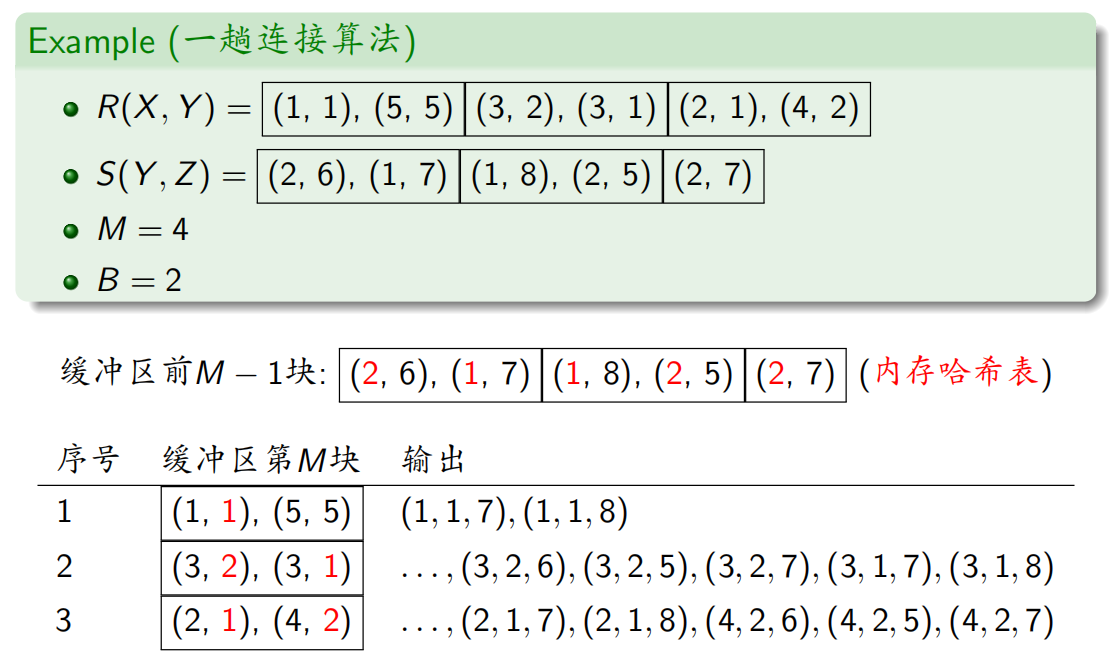 Example (一趟连接算法)
R(X, Y) = (1, 1), (5, 5) (3, 2), (3, 1) (2, 1), (4, 2)
S(Y, Z) = (2, 6), (1, 7) (1, 8), (2, 5) (2, 7)
M = 4
B = 2
缓冲区前M − 1块: (2, 6), (1, 7) (1, 8), (2, 5) (2, 7) (内存哈希表)
序号 缓冲区第M块 输出
1 (1, 1), (5, 5) (1, 1, 7), (1, 1, 8)
2 (3, 2), (3, 1) . . . , (3, 2, 6), (3, 2, 5), (3, 2, 7), (3, 1, 7), (3, 1, 8)
3 (2, 1), (4, 2) . . . , (2, 1, 7), (2, 1, 8), (4, 2, 6), (4, 2, 5), (4, 2, 7)